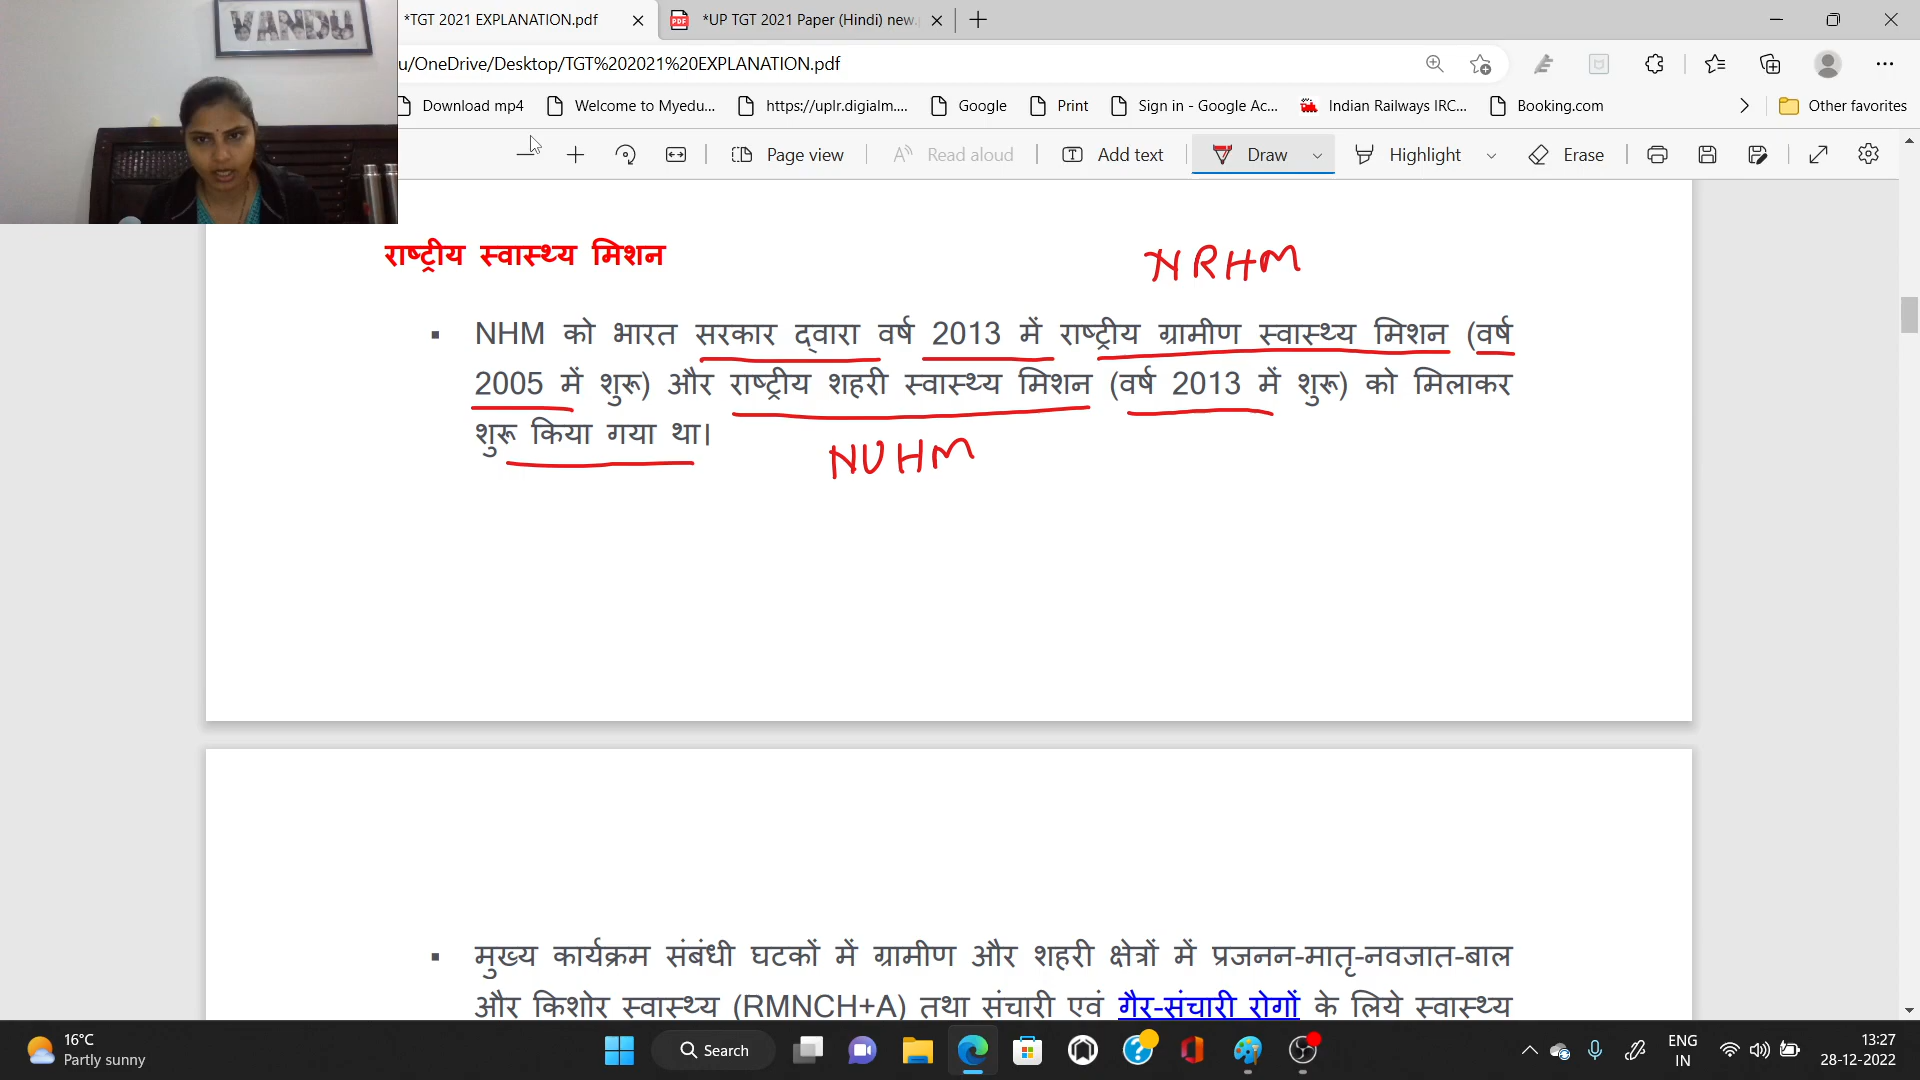 VANDU
*TGT 2021 EXPLANATION.pdf
*UP TGT 2021 Paper (Hindi) new.
u/OneDrive/Desktop/TGT%202021%20EXPLANATION.pdf
Download mp4 Welcome to Myedu... https://uplr.digialm.... Google Print Sign in - Google Ac... Indian Railways IRC... Booking.com Other favorites
Page view Read aloud Add text Draw Highlight Erase
राष्ट्रीय स्वास्थ्य मिशन
NRHM
▪ NHM को भारत सरकार द्वारा वर्ष 2013 में राष्ट्रीय ग्रामीण स्वास्थ्य मिशन (वर्ष
2005 में शुरू) और राष्ट्रीय शहरी स्वास्थ्य मिशन (वर्ष 2013 में शुरू) को मिलाकर
शुरू किया गया था।
NUHM
▪ मुख्य कार्यक्रम संबंधी घटकों में ग्रामीण और शहरी क्षेत्रों में प्रजनन-मातृ-नवजात-बाल
और किशोर स्वास्थ्य (RMNCH+A) तथा संचारी एवं गैर-संचारी रोगों के लिये स्वास्थ्य
16°C
Partly sunny
Search
ENG
IN
13:27
28-12-2022